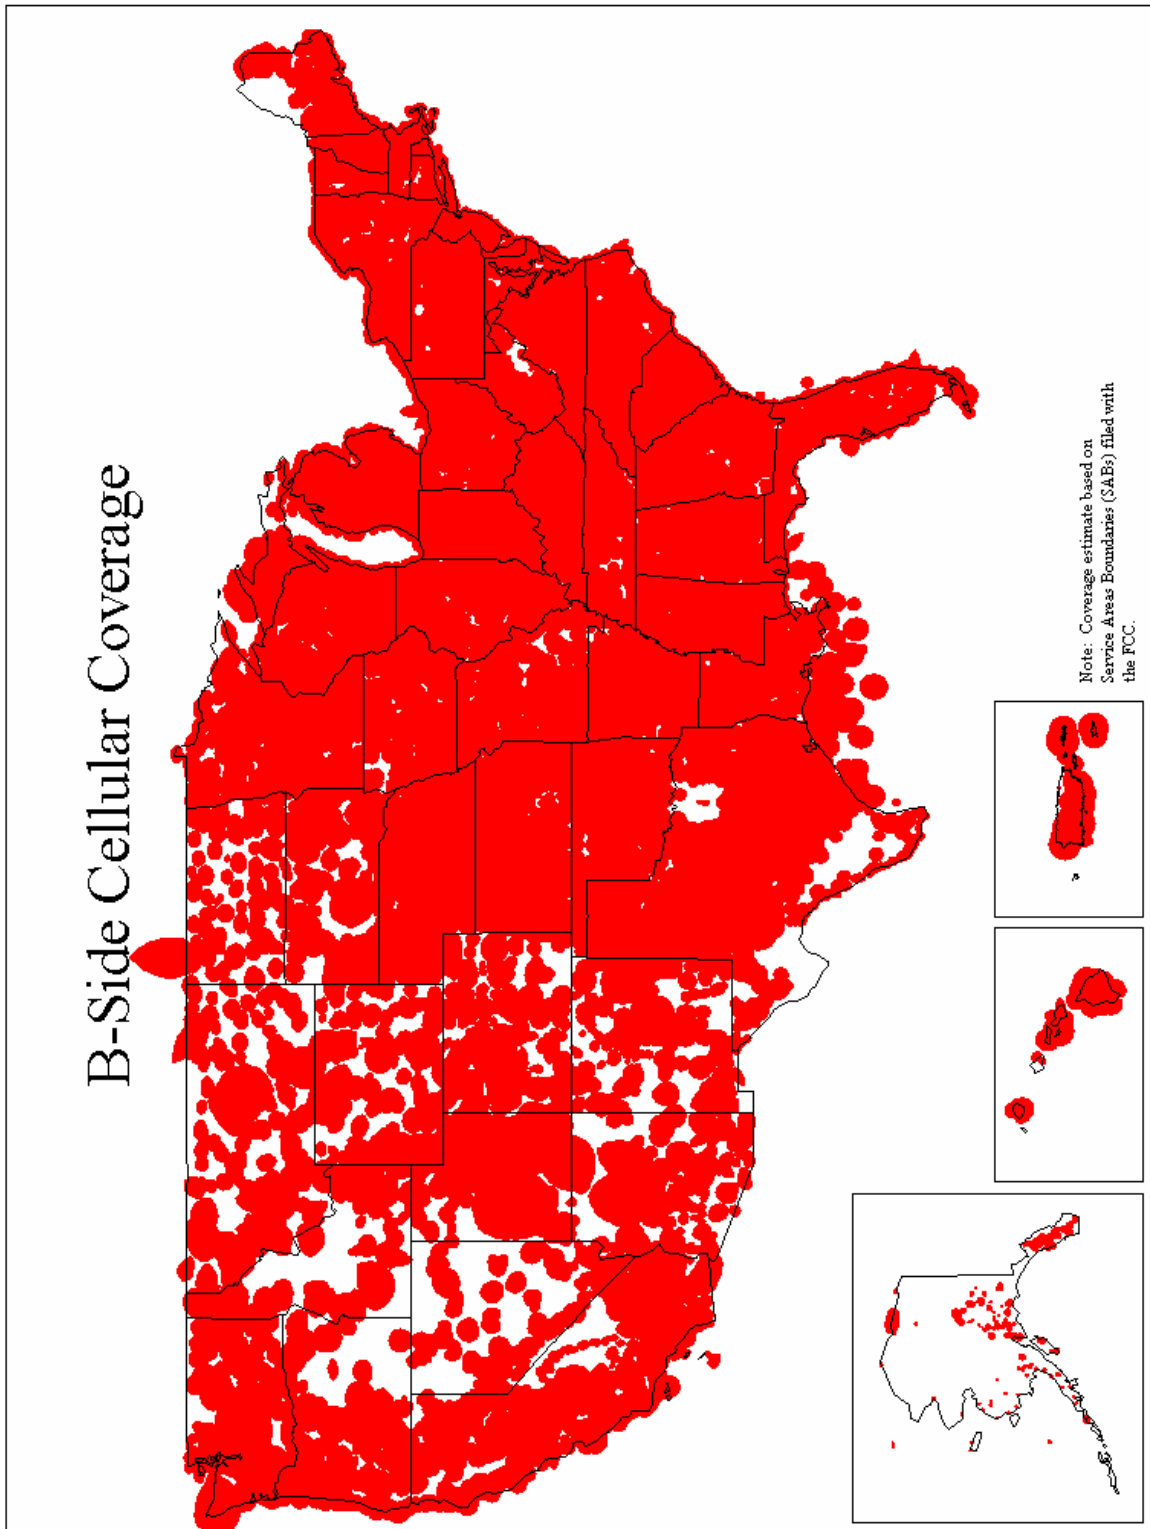 B-Side Cellular Coverage
Note: Coverage estimate based on
Service Areas Boundaries (SABs) filed with
the FCC.